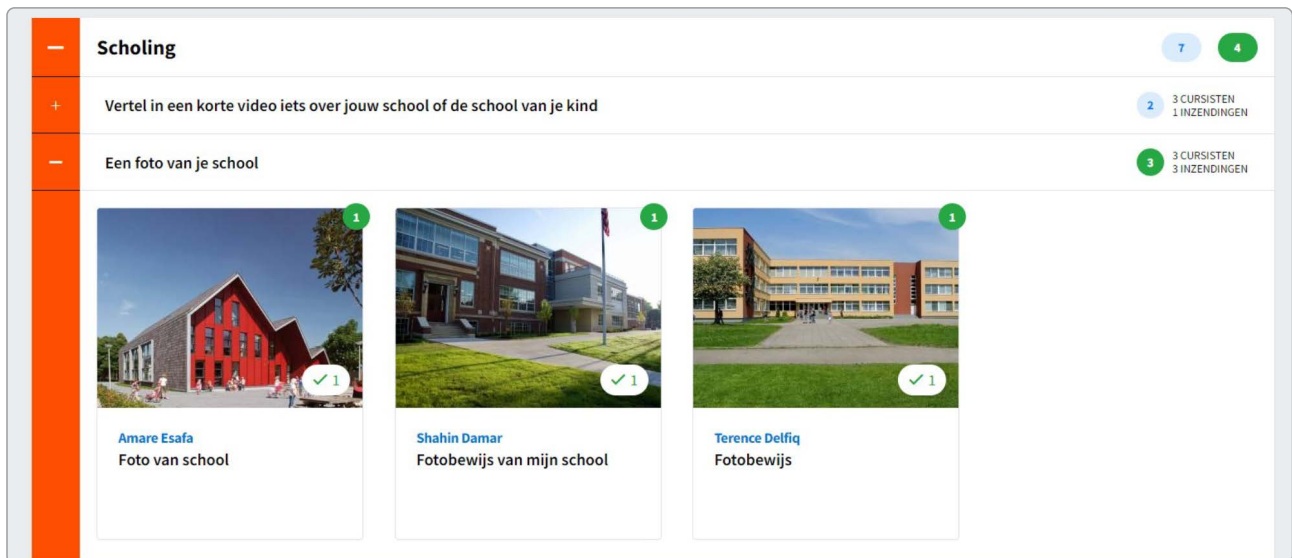 Scholing
7
4
Vertel in een korte video iets over jouw school of de school van je kind
2
3 CURSISTEN
1 INZENDINGEN
Een foto van je school
3
3 CURSISTEN
3 INZENDINGEN
1
1
1
1
1
1
Amare Esafa
Foto van school
Shahin Damar
Fotobewijs van mijn school
Terence Delfiq
Fotobewijs